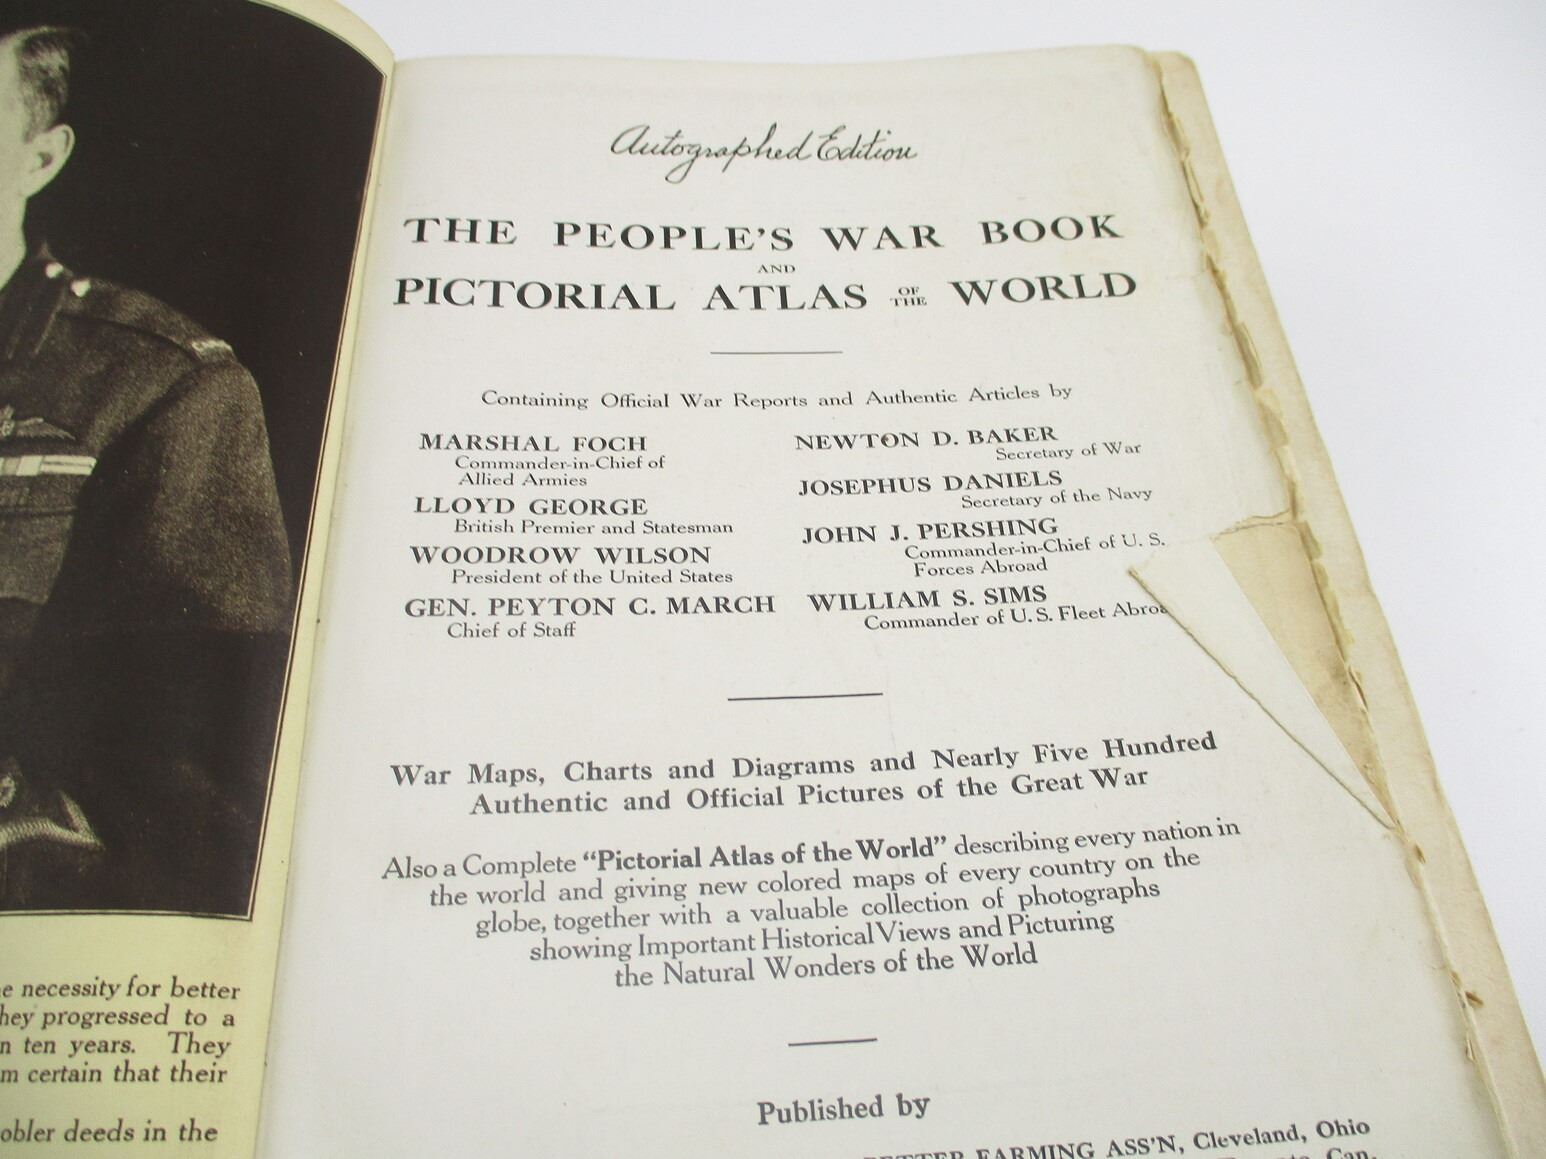 e necessity for better
hey progressed to a
n ten years. They
m certain that their
obler deeds in the
Autographed Edition
THE PEOPLE'S WAR BOOK
AND
PICTORIAL ATLAS OF THE WORLD
Containing Official War Reports and Authentic Articles by
MARSHAL FOCH
Commander-in-Chief of
Allied Armies
LLOYD GEORGE
British Premier and Statesman
WOODROW WILSON
President of the United States
GEN. PEYTON C. MARCH
Chief of Staff
NEWTON D. BAKER
Secretary of War
JOSEPHUS DANIELS
Secretary of the Navy
JOHN J. PERSHING
Commander-in-Chief of U. S.
Forces Abroad
WILLIAM S. SIMS
Commander of U. S. Fleet Abroa
War Maps, Charts and Diagrams and Nearly Five Hundred
Authentic and Official Pictures of the Great War
Also a Complete “Pictorial Atlas of the World” describing every nation in
the world and giving new colored maps of every country on the
globe, together with a valuable collection of photographs
showing Important Historical Views and Picturing
the Natural Wonders of the World
Published by
FARMING ASS'N, Cleveland, Ohio
Can.